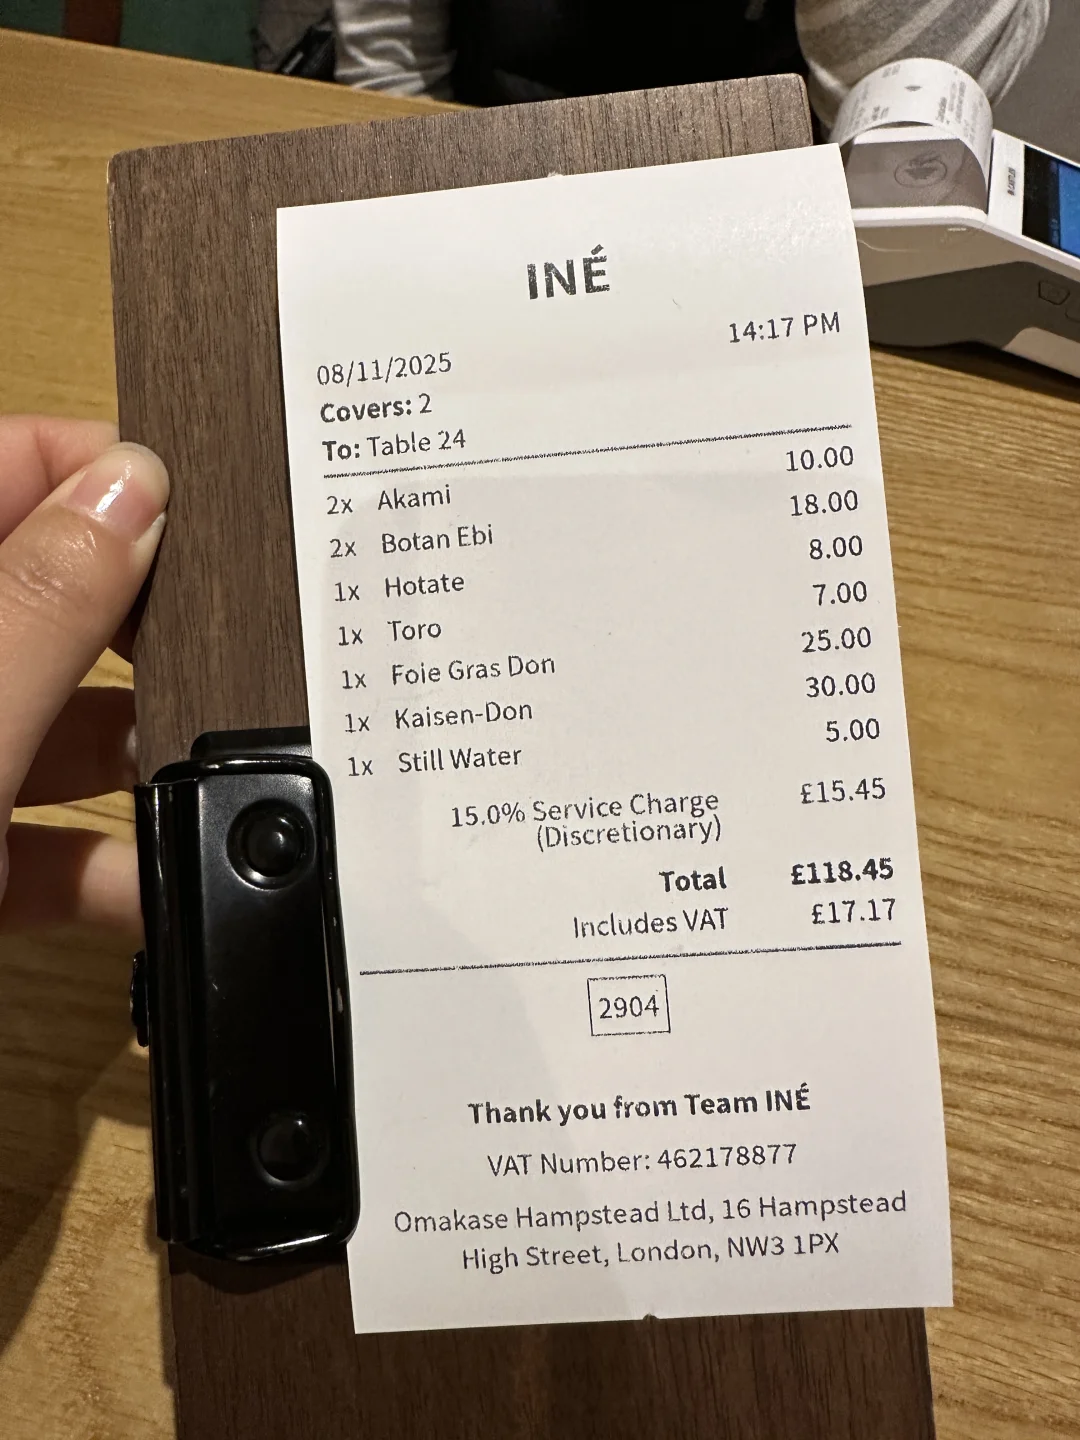 INÉ
14:17 PM
08/11/2025
Covers: 2
To: Table 24
2x Akami 10.00
2x Botan Ebi 18.00
1x Hotate 8.00
1x Toro 7.00
1x Foie Gras Don 25.00
1x Kaisen-Don 30.00
1x Still Water 5.00
15.0% Service Charge £15.45
(Discretionary)
Total £118.45
Includes VAT £17.17
2904
Thank you from Team INÉ
VAT Number: 462178877
Omakase Hampstead Ltd, 16 Hampstead
High Street, London, NW3 1PX